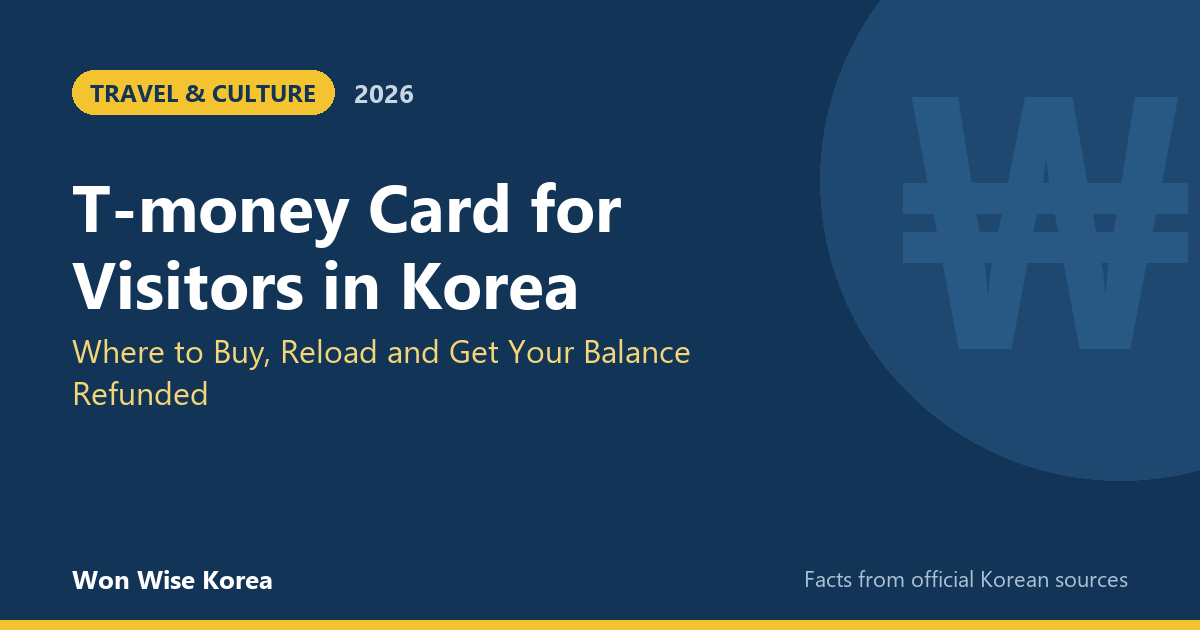 TRAVEL & CULTURE 2026
T-money Card for
Visitors in Korea
Where to Buy, Reload and Get Your Balance
Refunded
Won Wise Korea
Facts from official Korean sources